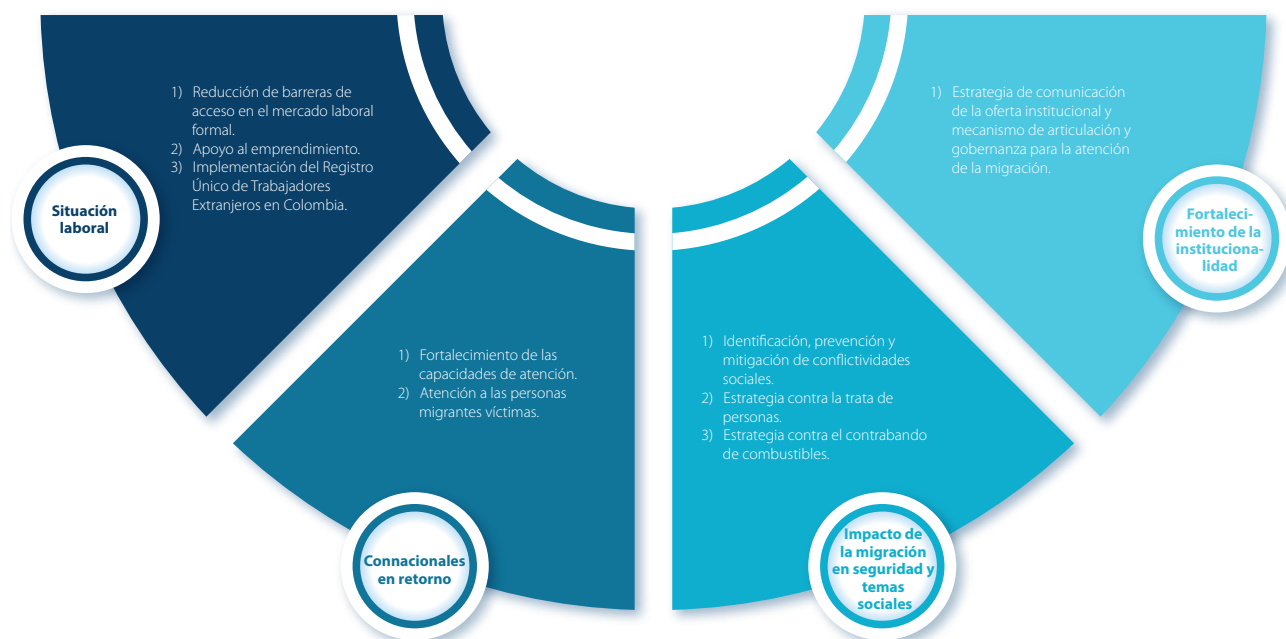 1) Reducción de barreras de
acceso en el mercado laboral
formal.
2) Apoyo al emprendimiento.
3) Implementación del Registro
Único de Trabajadores
Extranjeros en Colombia.
Situación
laboral
1) Fortalecimiento de las
capacidades de atención.
2) Atención a las personas
migrantes víctimas.
Connacionales
en retorno
1) Identificación, prevención y
mitigación de conflictividades
sociales.
2) Estrategia contra la trata de
personas.
3) Estrategia contra el contrabando
de combustibles.
Impacto de
la migración
en seguridad y
temas
sociales
1) Estrategia de comunicación
de la oferta institucional y
mecanismo de articulación y
gobernanza para la atención
de la migración.
Fortaleci-
miento de la
instituciona-
lidad